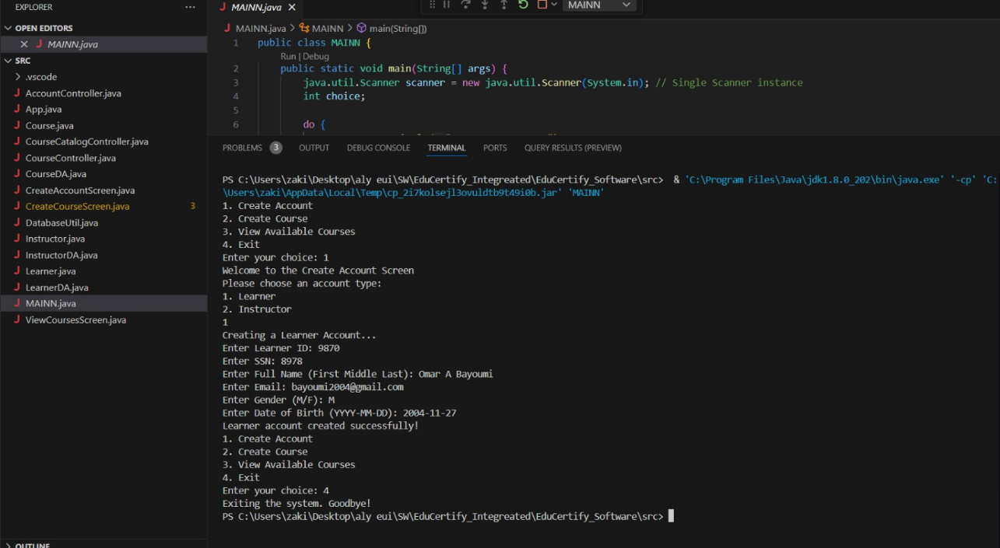 EXPLORER
...
OPEN EDITORS
MAINN.java
SRC
.vscode
AccountController.java
App.java
Course.java
CourseCatalogController.java
CourseController.java
CourseDA.java
CreateAccountScreen.java
CreateCourseScreen.java 3
DatabaseUtil.java
Instructor.java
InstructorDA.java
Learner.java
LearnerDA.java
MAINN.java
ViewCoursesScreen.java
OUTLINE
J MAINN.java
MAINN
J MAINN.java > MAINN > main(String[])
1 public class MAINN {
Run | Debug
2 public static void main(String[] args) {
3 java.util.Scanner scanner = new java.util.Scanner(System.in); // Single Scanner instance
4 int choice;
5
6 do {
PROBLEMS 3 OUTPUT DEBUG CONSOLE TERMINAL PORTS QUERY RESULTS (PREVIEW)
PS C:\Users\zaki\Desktop\aly eui\SW\EduCertify_Integreated\EduCertify_Software\src> & 'C:\Program Files\Java\jdk1.8.0_202\bin\java.exe' '-cp' 'C:
\Users\zaki\AppData\Local\Temp\cp_2i7kolsejl3ovuldtb9t49i0b.jar' 'MAINN'
1. Create Account
2. Create Course
3. View Available Courses
4. Exit
Enter your choice: 1
Welcome to the Create Account Screen
Please choose an account type:
1. Learner
2. Instructor
1
Creating a Learner Account...
Enter Learner ID: 9870
Enter SSN: 8978
Enter Full Name (First Middle Last): Omar A Bayoumi
Enter Email: bayoumi2004@gmail.com
Enter Gender (M/F): M
Enter Date of Birth (YYYY-MM-DD): 2004-11-27
Learner account created successfully!
1. Create Account
2. Create Course
3. View Available Courses
4. Exit
Enter your choice: 4
Exiting the system. Goodbye!
PS C:\Users\zaki\Desktop\aly eui\SW\EduCertify_Integreated\EduCertify_Software\src>